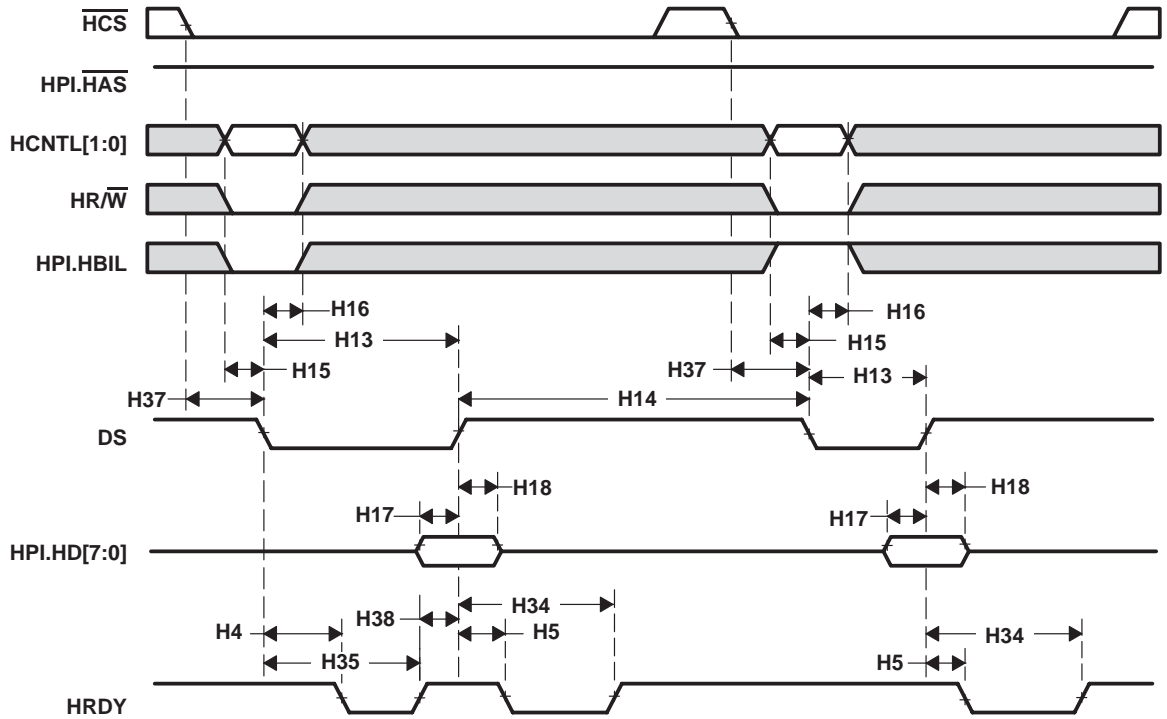 HCS
HPI.HAS
HCNTL[1:0]
HR/W
HPI.HBIL
H16 H16
H13 H15
H15 H37 H13
H37 H14
DS
H18 H18
H17 H17
HPI.HD[7:0]
H34
H38
H4 H5 H34
H35 H5
HRDY